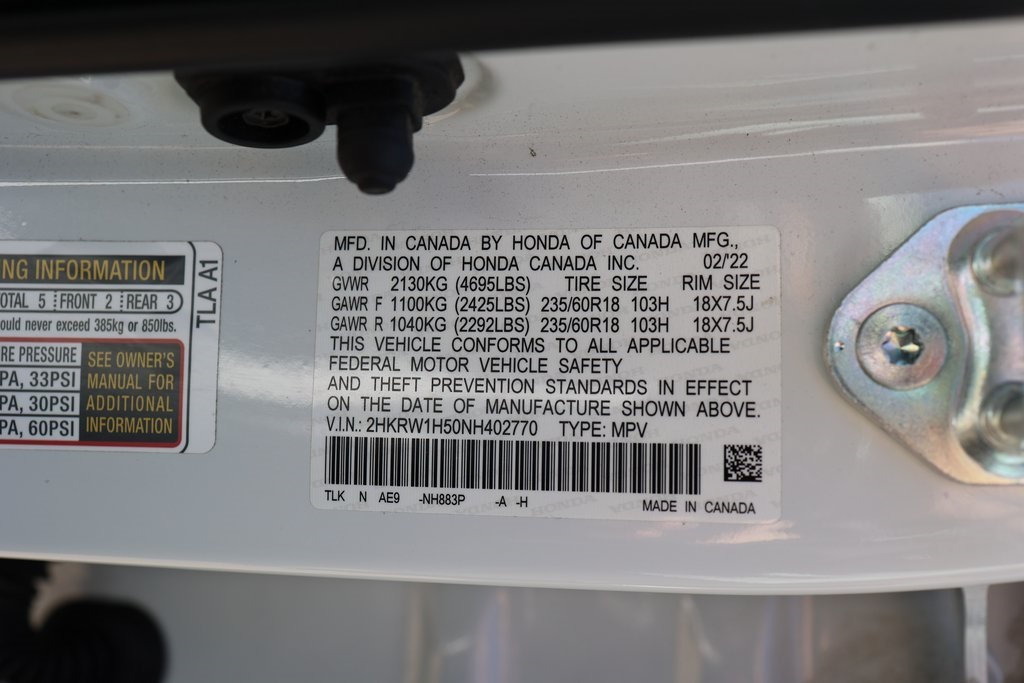 NG INFORMATION
OTAL 5 FRONT 2 REAR 3
ould never exceed 385kg or 850lbs.
RE PRESSURE
PA, 33PSI
PA, 30PSI
PA, 60PSI
SEE OWNER'S
MANUAL FOR
ADDITIONAL
INFORMATION
TLA A1
MFD. IN CANADA BY HONDA OF CANADA MFG.,
A DIVISION OF HONDA CANADA INC. 02/'22
GVWR 2130KG (4695LBS) TIRE SIZE RIM SIZE
GAWR F 1100KG (2425LBS) 235/60R18 103H 18X7.5J
GAWR R 1040KG (2292LBS) 235/60R18 103H 18X7.5J
THIS VEHICLE CONFORMS TO ALL APPLICABLE
FEDERAL MOTOR VEHICLE SAFETY
AND THEFT PREVENTION STANDARDS IN EFFECT
ON THE DATE OF MANUFACTURE SHOWN ABOVE.
V.I.N.: 2HKRW1H50NH402770 TYPE: MPV
TLK N AE9 -NH883P -A -H
MADE IN CANADA